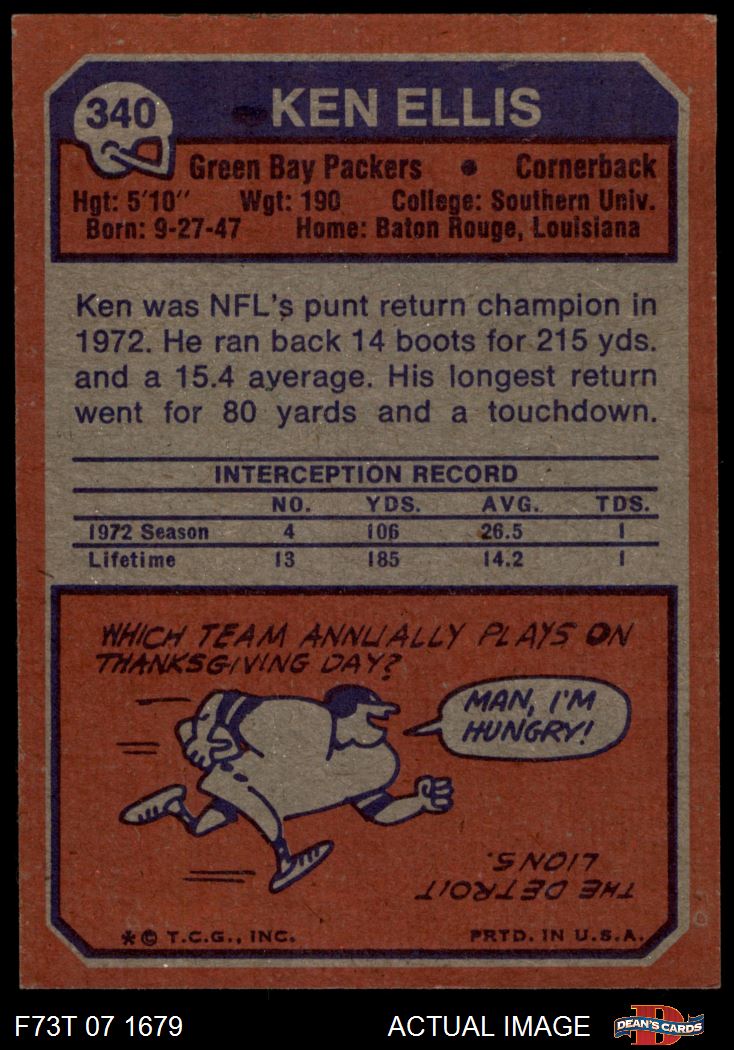 340
KEN ELLIS
Green Bay Packers • Cornerback
Hgt: 5'10" Wgt: 190 College: Southern Univ.
Born: 9-27-47 Home: Baton Rouge, Louisiana
Ken was NFL's punt return champion in
1972. He ran back 14 boots for 215 yds.
and a 15.4 average. His longest return
went for 80 yards and a touchdown.
INTERCEPTION RECORD
NO. YDS. AVG. TDS.
1972 Season 4 106 26.5 1
Lifetime 13 185 14.2 1
WHICH TEAM ANNUALLY PLAYS ON
THANKSGIVING DAY?
MAN, I'M
HUNGRY!
THE DETROIT
LIONS.
*© T.C.G., INC. PRTD. IN U.S.A.
F73T 07 1679 ACTUAL IMAGE
D
DEAN'S CARDS